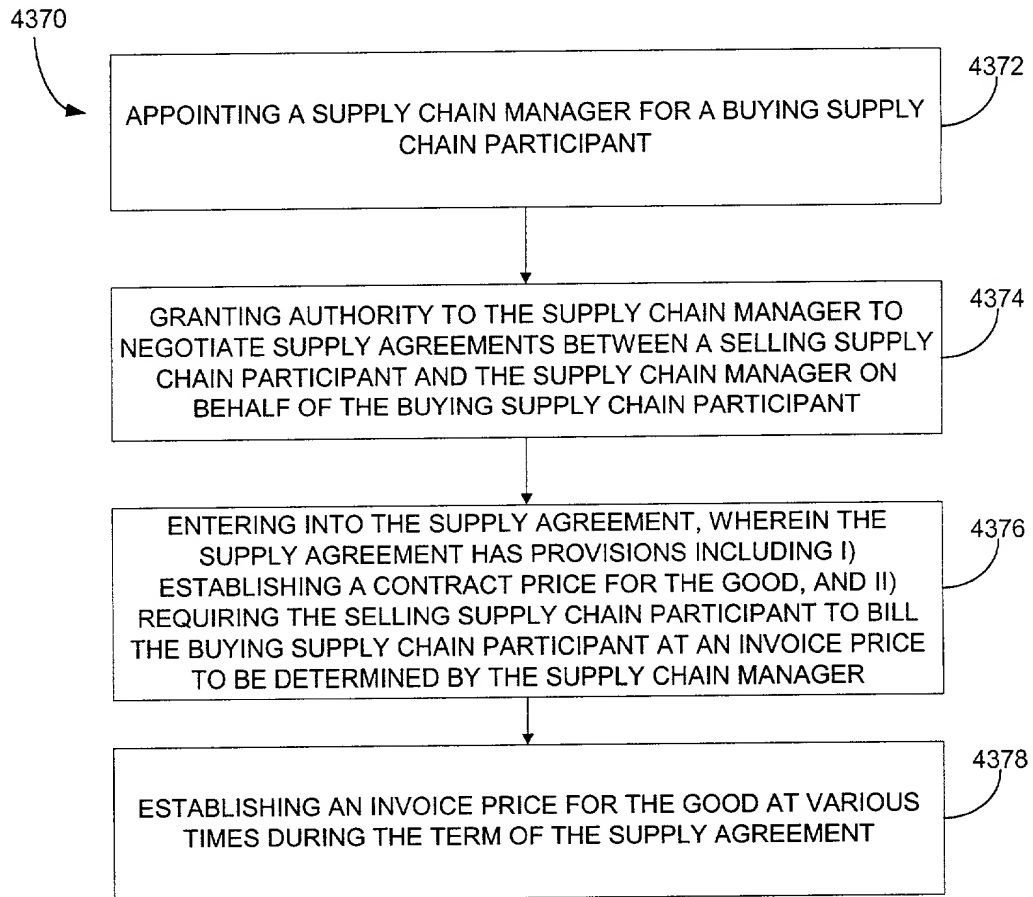 4370
4372
APPOINTING A SUPPLY CHAIN MANAGER FOR A BUYING SUPPLY
CHAIN PARTICIPANT
4374
GRANTING AUTHORITY TO THE SUPPLY CHAIN MANAGER TO
NEGOTIATE SUPPLY AGREEMENTS BETWEEN A SELLING SUPPLY
CHAIN PARTICIPANT AND THE SUPPLY CHAIN MANAGER ON
BEHALF OF THE BUYING SUPPLY CHAIN PARTICIPANT
4376
ENTERING INTO THE SUPPLY AGREEMENT, WHEREIN THE
SUPPLY AGREEMENT HAS PROVISIONS INCLUDING I)
ESTABLISHING A CONTRACT PRICE FOR THE GOOD, AND II)
REQUIRING THE SELLING SUPPLY CHAIN PARTICIPANT TO BILL
THE BUYING SUPPLY CHAIN PARTICIPANT AT AN INVOICE PRICE
TO BE DETERMINED BY THE SUPPLY CHAIN MANAGER
4378
ESTABLISHING AN INVOICE PRICE FOR THE GOOD AT VARIOUS
TIMES DURING THE TERM OF THE SUPPLY AGREEMENT